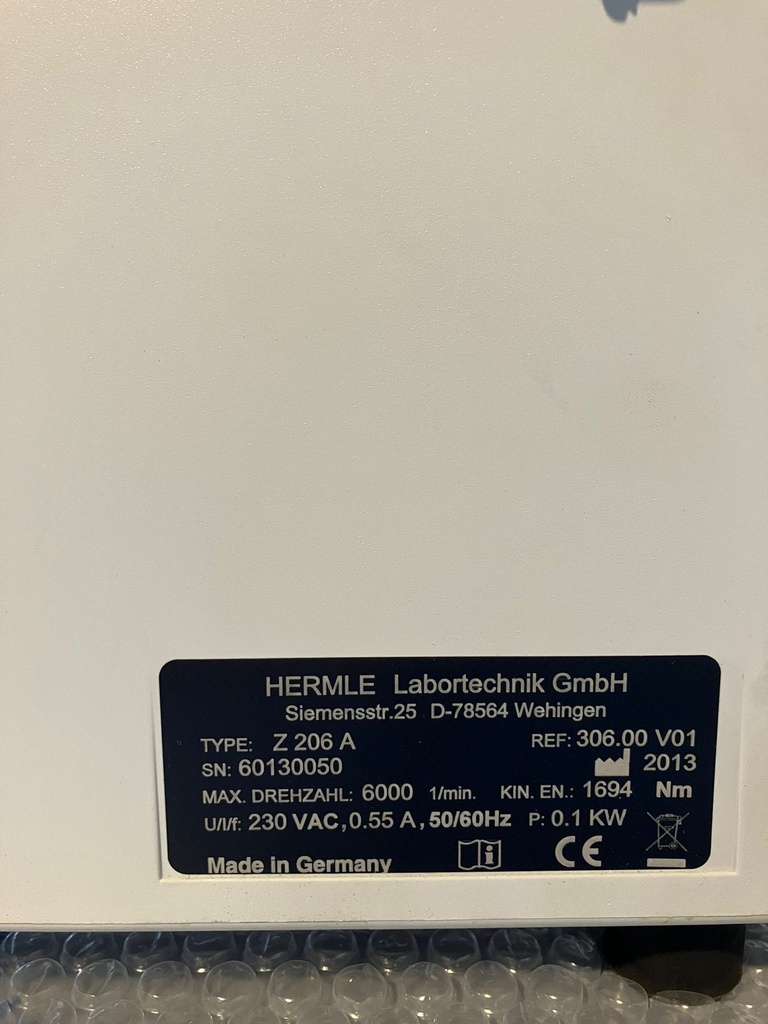 HERMLE Labortechnik GmbH
Siemensstr.25 D-78564 Wehingen
TYPE: Z 206 A REF: 306.00 V01
SN: 60130050 2013
MAX. DREHZAHL: 6000 1/min. KIN. EN.: 1694 Nm
U/I/f: 230 VAC, 0.55 A, 50/60Hz P: 0.1 KW
Made in Germany CE